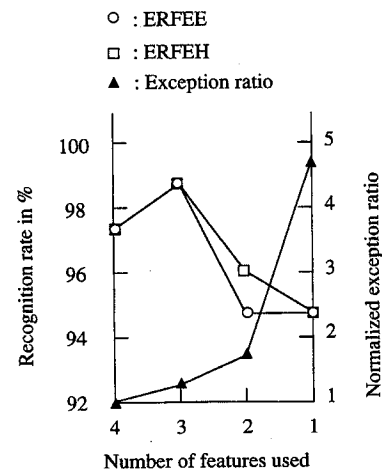 ○ : ERFEE
□ : ERFEH
▲ : Exception ratio
Recognition rate in %
100
98
96
94
92
5
4
3
2
1
Normalized exception ratio
4 3 2 1
Number of features used